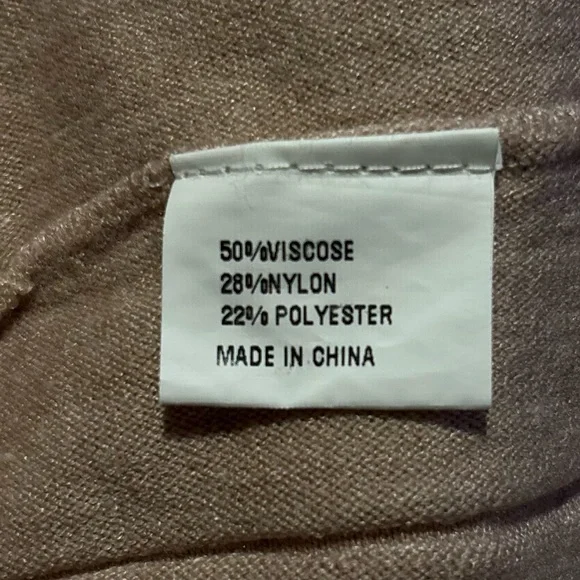 50%VISCOSE
28%NYLON
22% POLYESTER
MADE IN CHINA